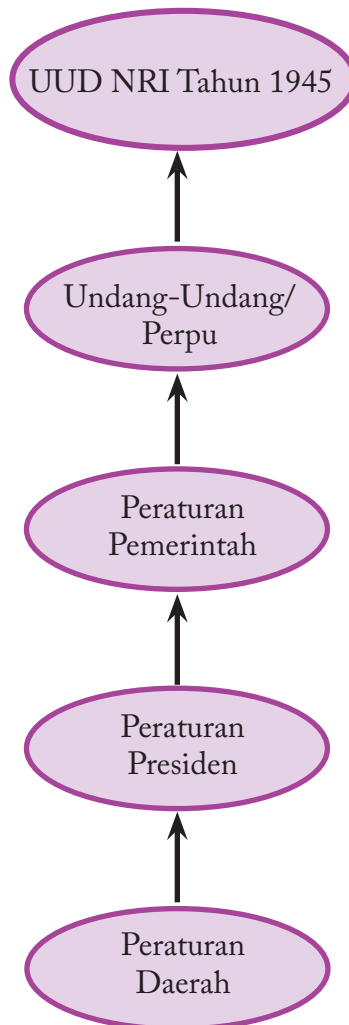 UUD NRI Tahun 1945
Undang-Undang/
Perpu
Peraturan
Pemerintah
Peraturan
Presiden
Peraturan
Daerah